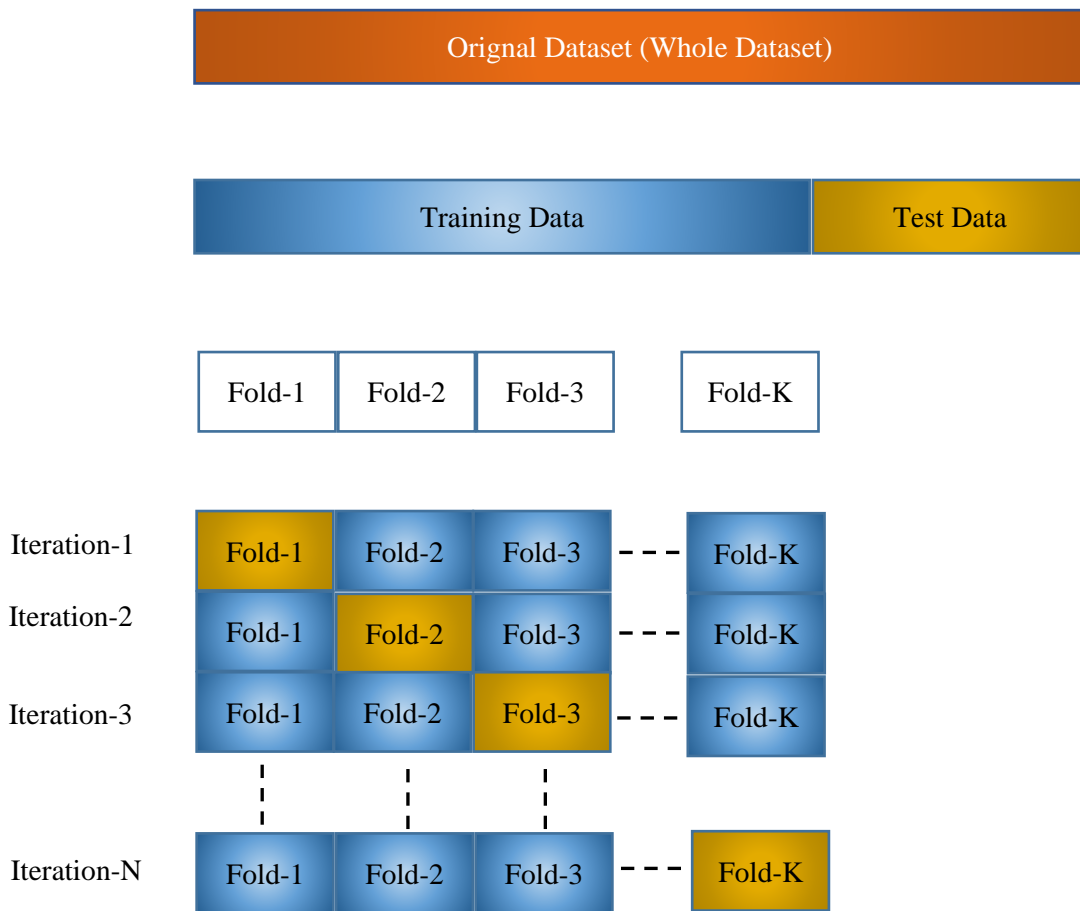 Orignal Dataset (Whole Dataset)
Training Data Test Data
Fold-1 Fold-2 Fold-3 Fold-K
Iteration-1 Fold-1 Fold-2 Fold-3 Fold-K
Iteration-2 Fold-1 Fold-2 Fold-3 Fold-K
Iteration-3 Fold-1 Fold-2 Fold-3 Fold-K
Iteration-N Fold-1 Fold-2 Fold-3 Fold-K